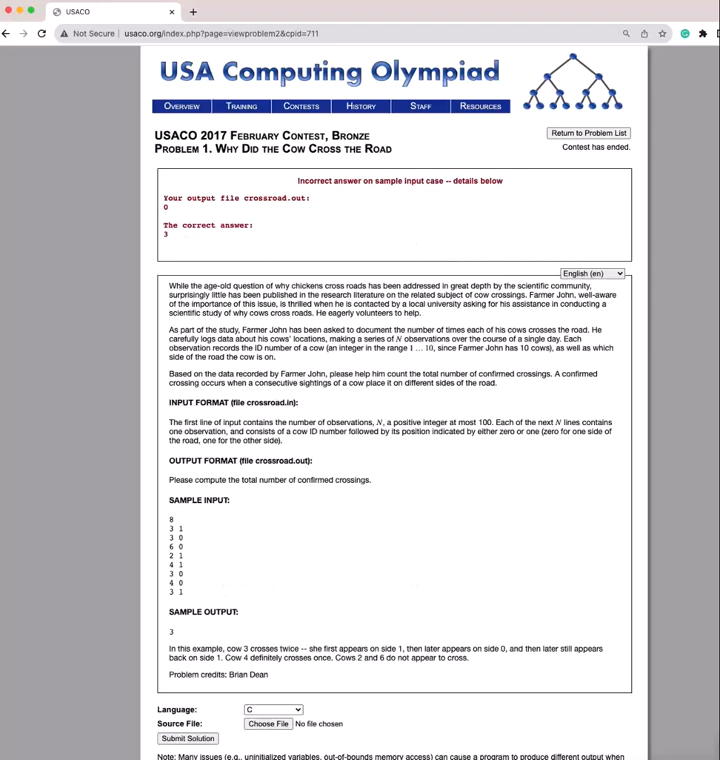 USACO
Not Secure | usaco.org/index.php?page=viewproblem2&cpid=711
USA Computing Olympiad
OVERVIEW TRAINING CONTESTS HISTORY STAFF RESOURCES
USACO 2017 FEBRUARY CONTEST, BRONZE
PROBLEM 1. WHY DID THE COW CROSS THE ROAD
Return to Problem List
Contest has ended.
Incorrect answer on sample input case -- details below
Your output file crossroad.out:
0
The correct answer:
3
English (en)
While the age-old question of why chickens cross roads has been addressed in great depth by the scientific community,
surprisingly little has been published in the research literature on the related subject of cow crossings. Farmer John, well-aware
of the importance of this issue, is thrilled when he is contacted by a local university asking for his assistance in conducting a
scientific study of why cows cross roads. He eagerly volunteers to help.
As part of the study, Farmer John has been asked to document the number of times each of his cows crosses the road. He
carefully logs data about his cows' locations, making a series of N observations over the course of a single day. Each
observation records the ID number of a cow (an integer in the range 1 … 10, since Farmer John has 10 cows), as well as which
side of the road the cow is on.
Based on the data recorded by Farmer John, please help him count the total number of confirmed crossings. A confirmed
crossing occurs when a consecutive sightings of a cow place it on different sides of the road.
INPUT FORMAT (file crossroad.in):
The first line of input contains the number of observations, N, a positive integer at most 100. Each of the next N lines contains
one observation, and consists of a cow ID number followed by its position indicated by either zero or one (zero for one side of
the road, one for the other side).
OUTPUT FORMAT (file crossroad.out):
Please compute the total number of confirmed crossings.
SAMPLE INPUT:
8
3 1
3 0
6 0
2 1
4 1
3 0
4 0
3 1
SAMPLE OUTPUT:
3
In this example, cow 3 crosses twice -- she first appears on side 1, then later appears on side 0, and then later still appears
back on side 1. Cow 4 definitely crosses once. Cows 2 and 6 do not appear to cross.
Problem credits: Brian Dean
Language: C
Source File: Choose File No file chosen
Submit Solution
Note: Many issues (e.g., uninitialized variables, out-of-bounds memory access) can cause a program to produce different output when